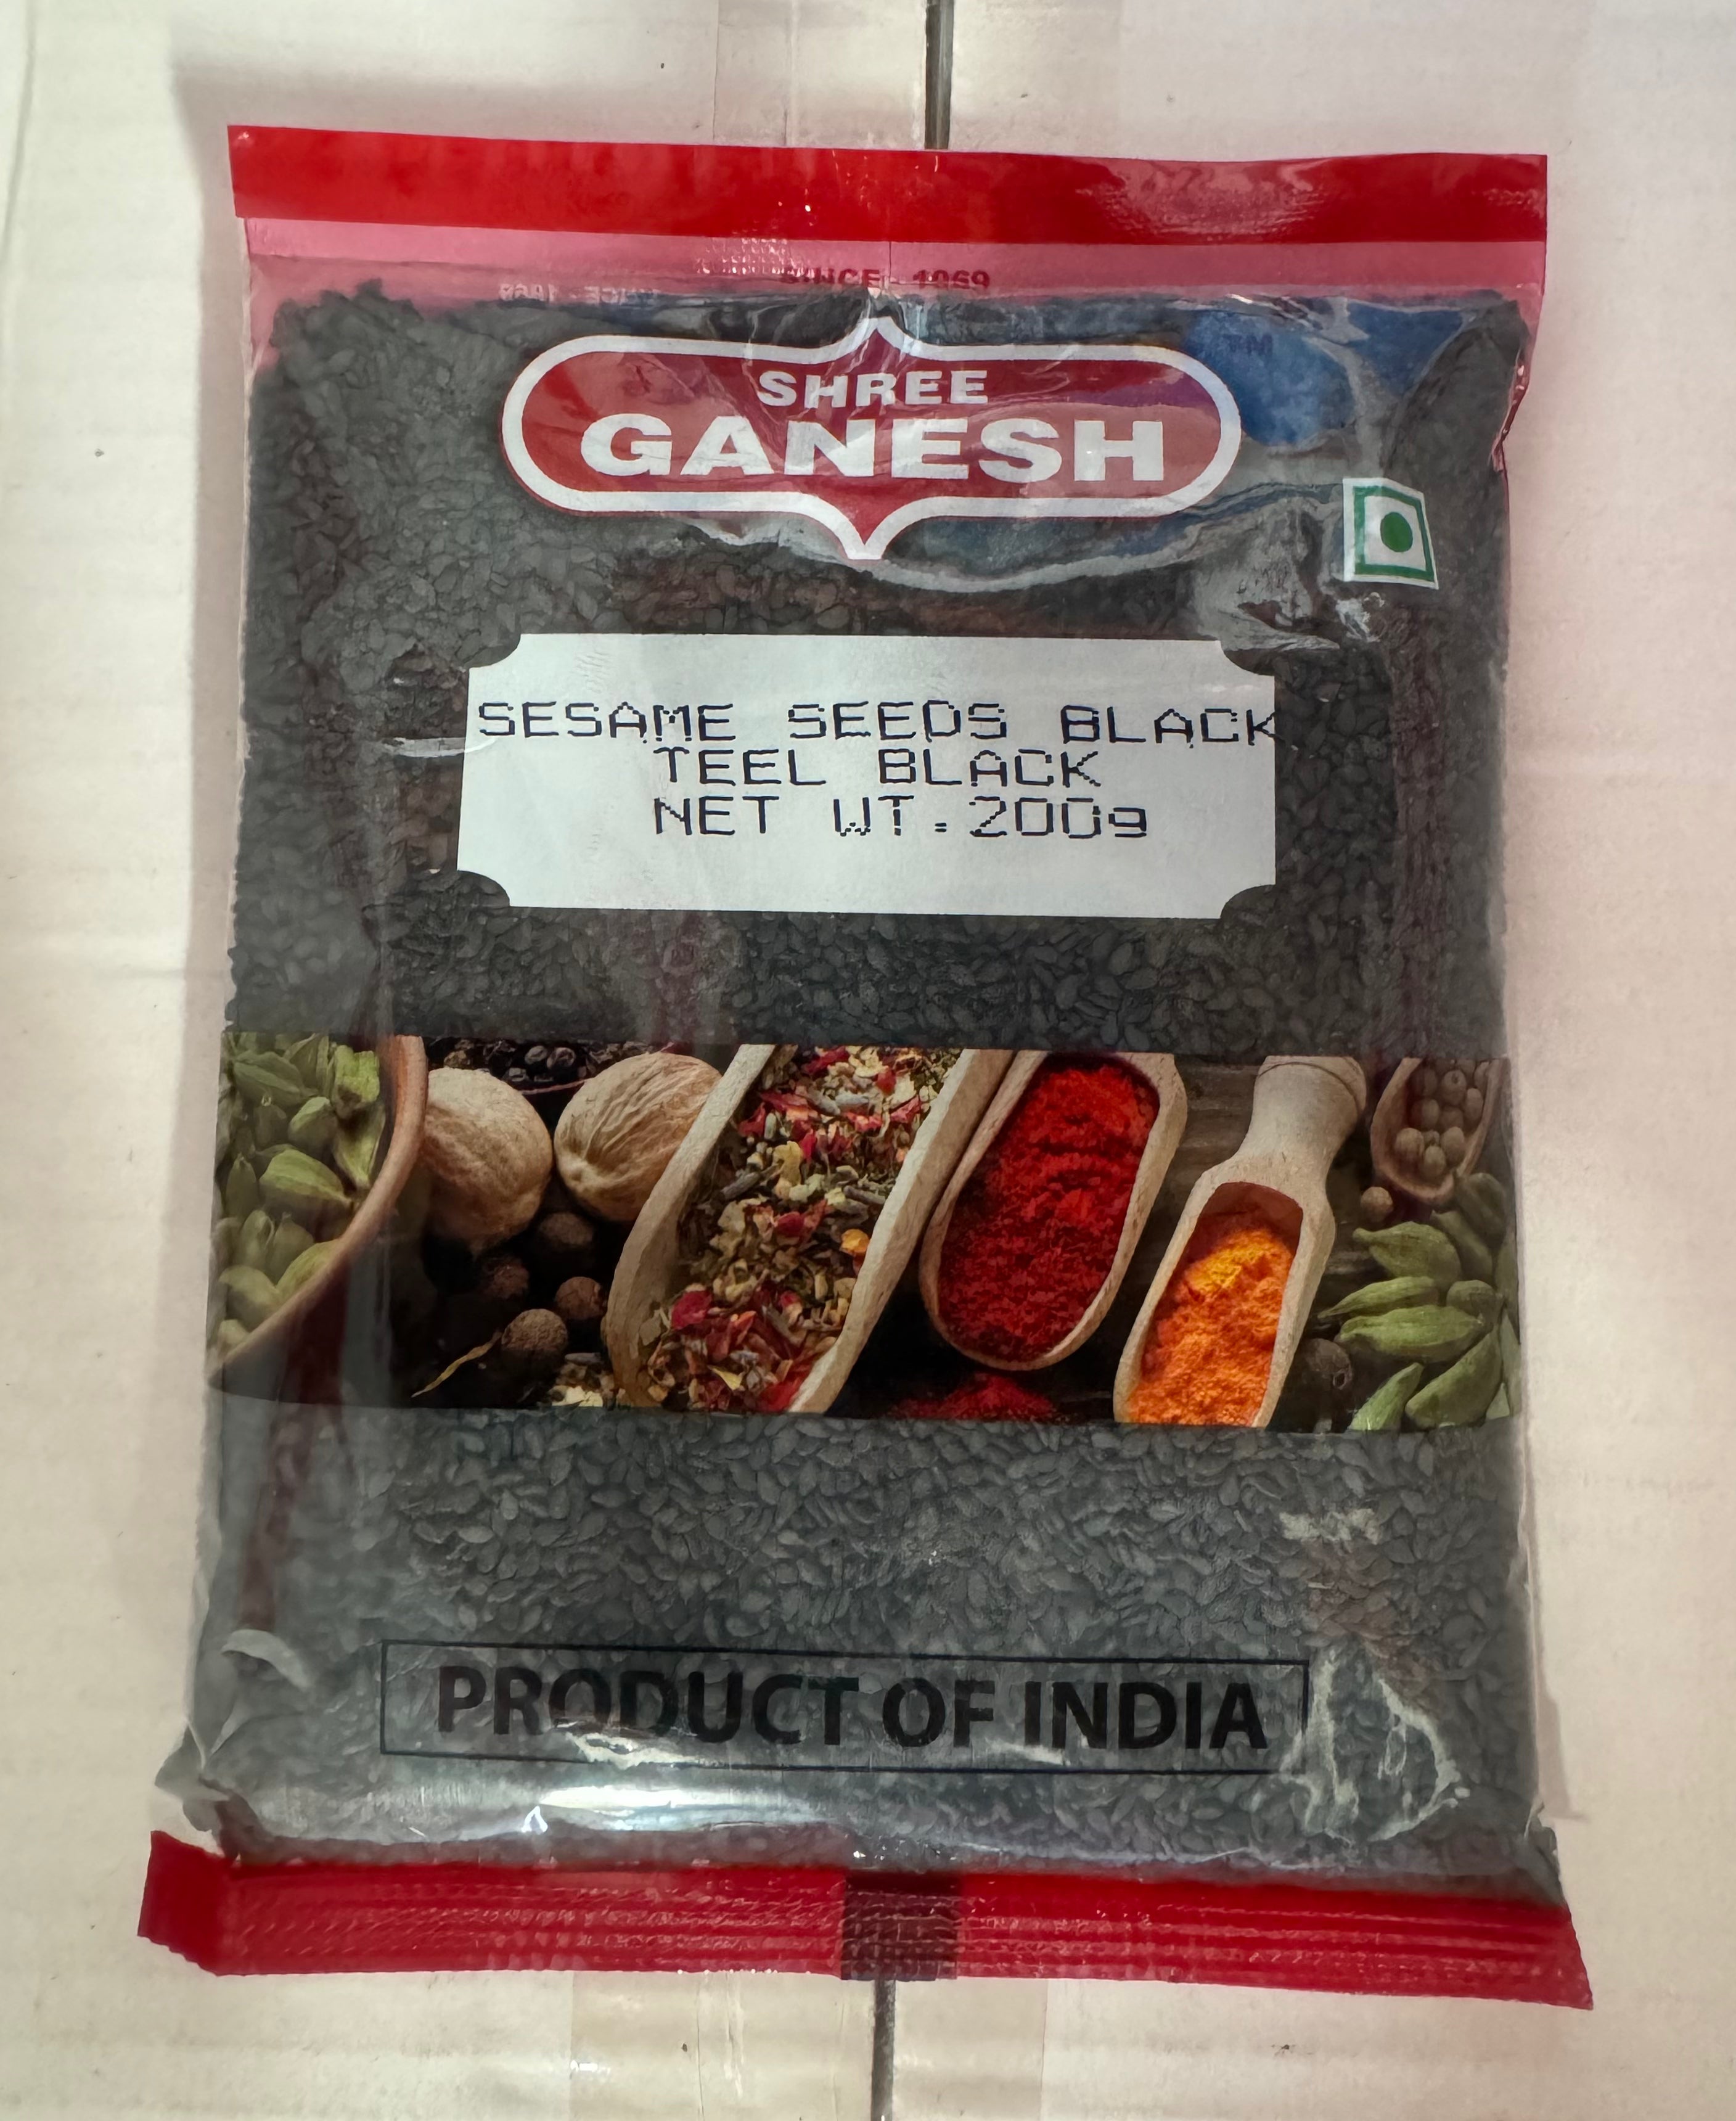 SINCE - 1969
SHREE
GANESH
SESAME SEEDS BLACK
TEEL BLACK
NET WT.200g
PRODUCT OF INDIA